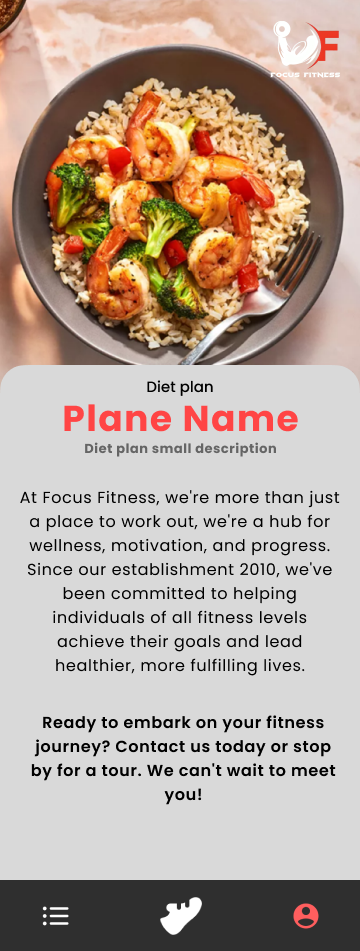 FOCUS FITNESS
Diet plan
Plane Name
Diet plan small description
At Focus Fitness, we're more than just
a place to work out, we're a hub for
wellness, motivation, and progress.
Since our establishment 2010, we've
been committed to helping
individuals of all fitness levels
achieve their goals and lead
healthier, more fulfilling lives.
Ready to embark on your fitness
journey? Contact us today or stop
by for a tour. We can't wait to meet
you!